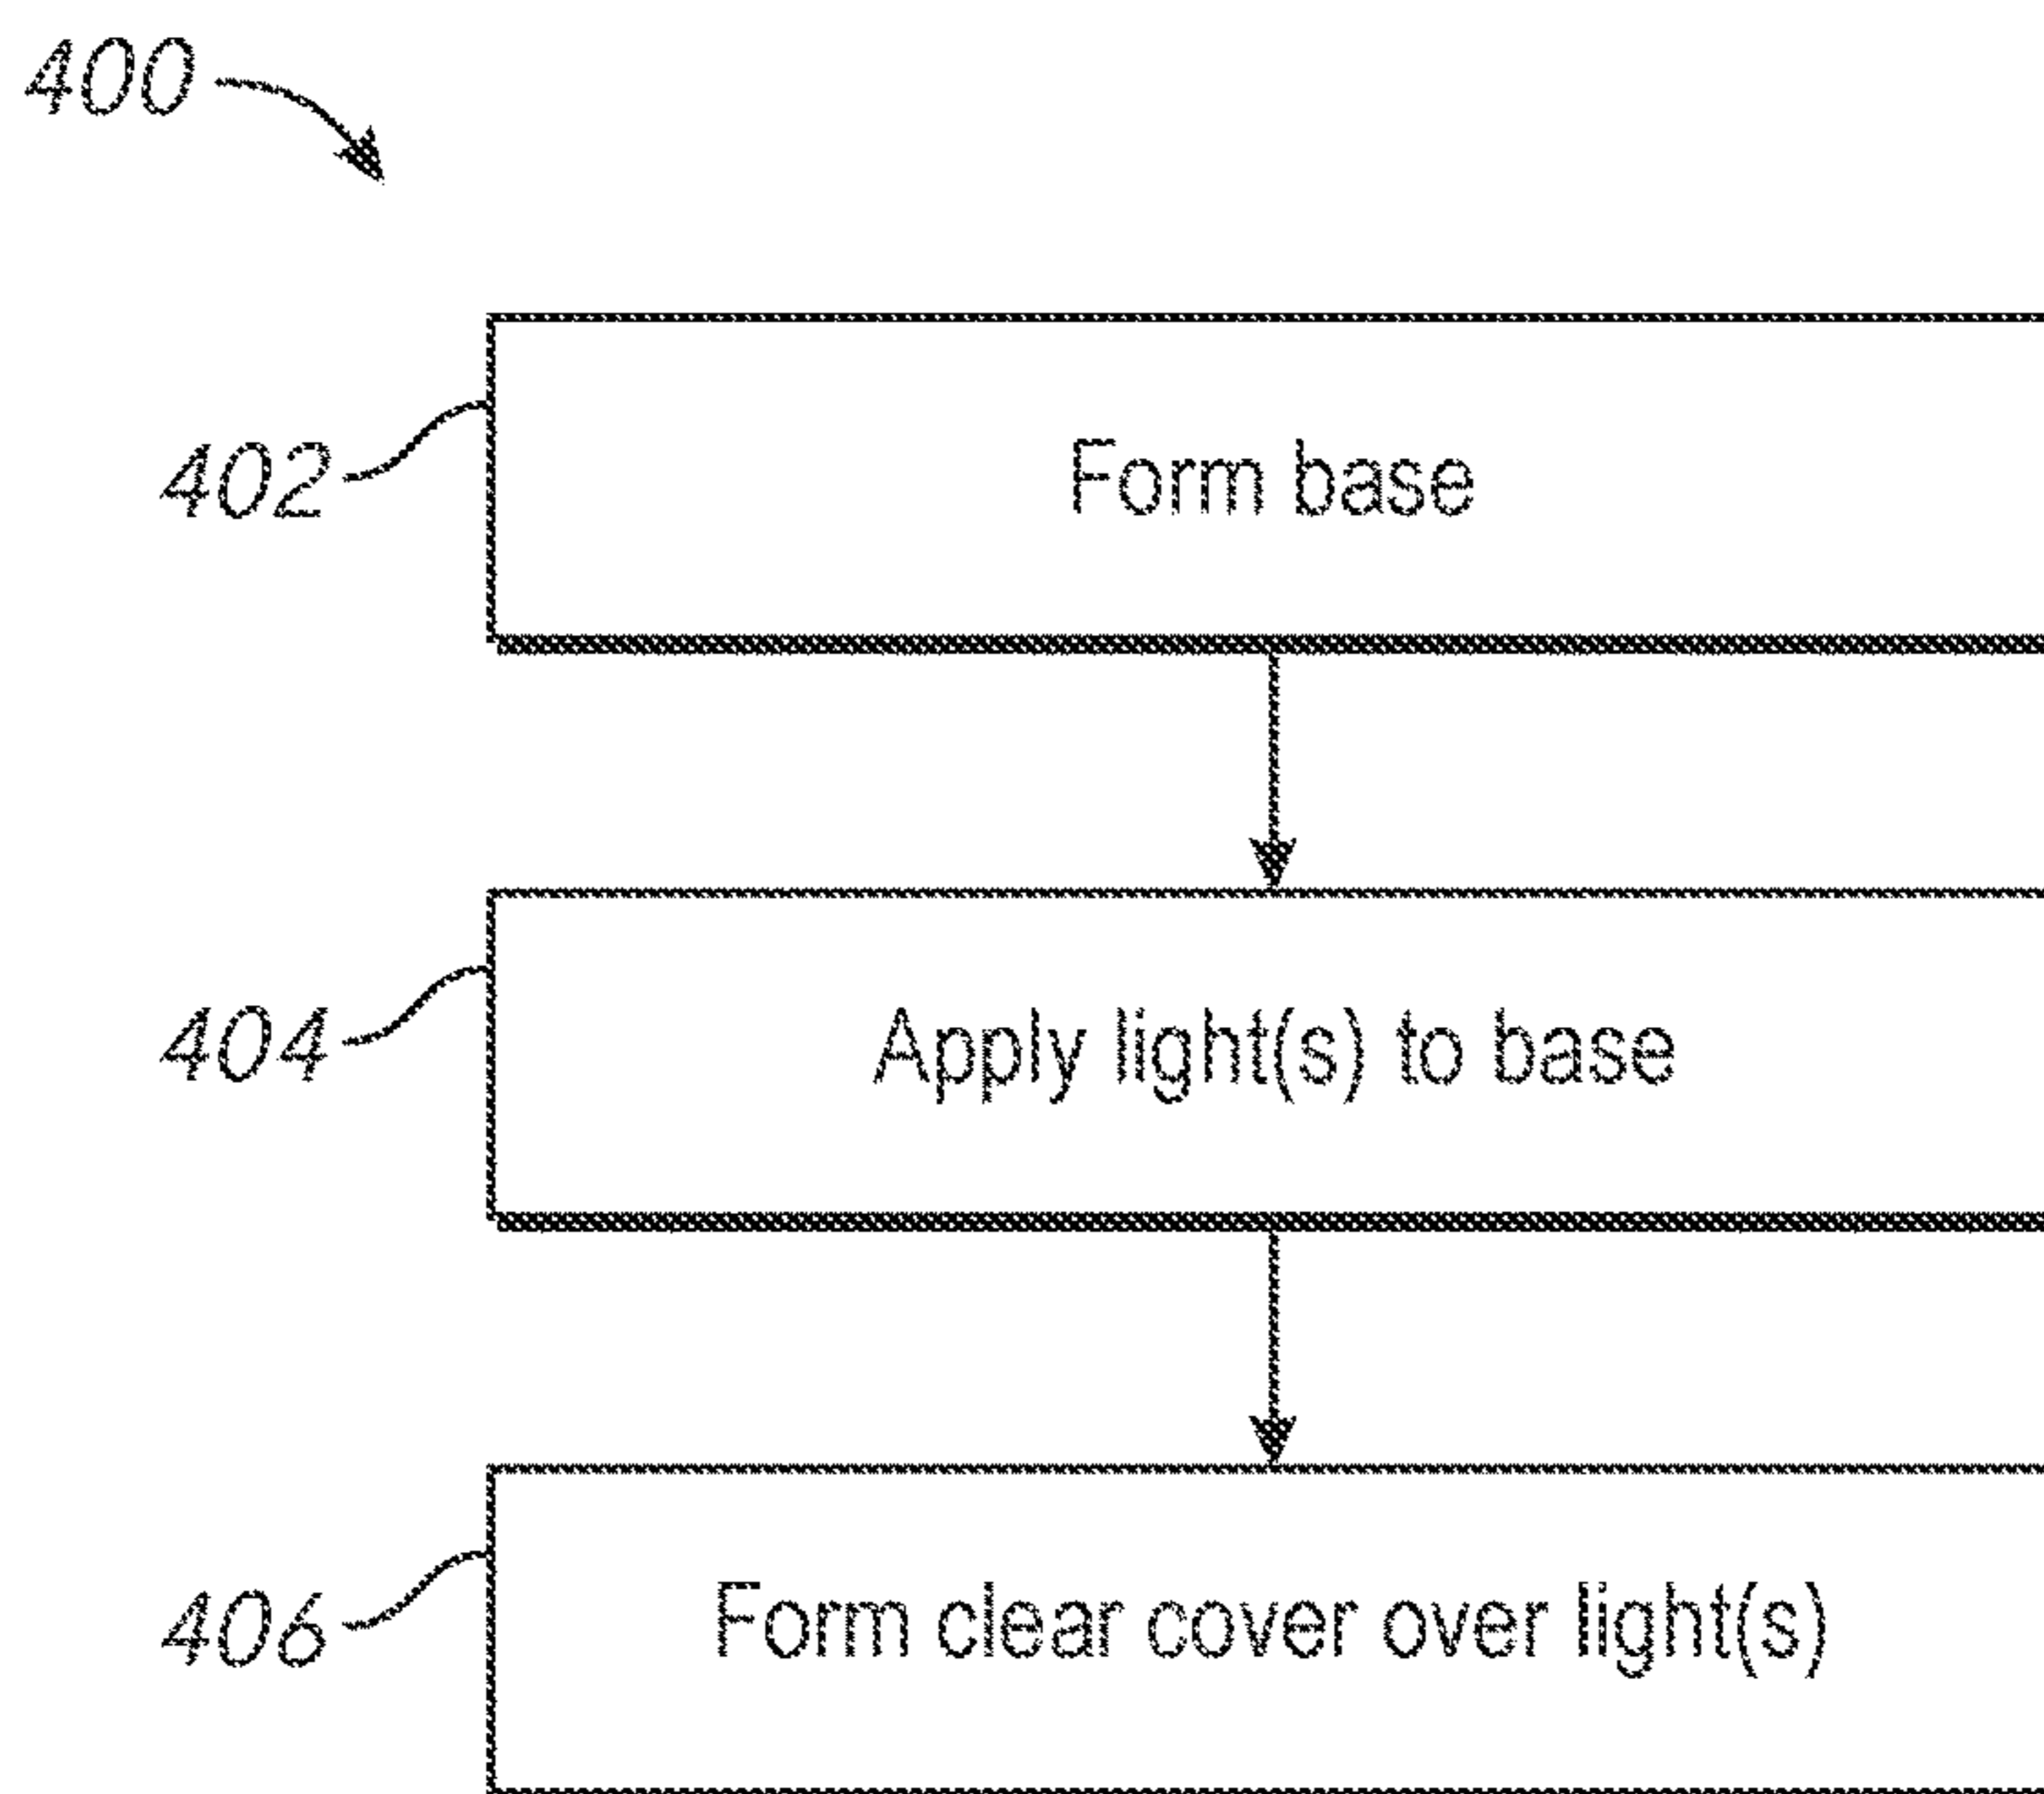 400
402
Form base
404
Apply light(s) to base
406
Form clear cover over light(s)